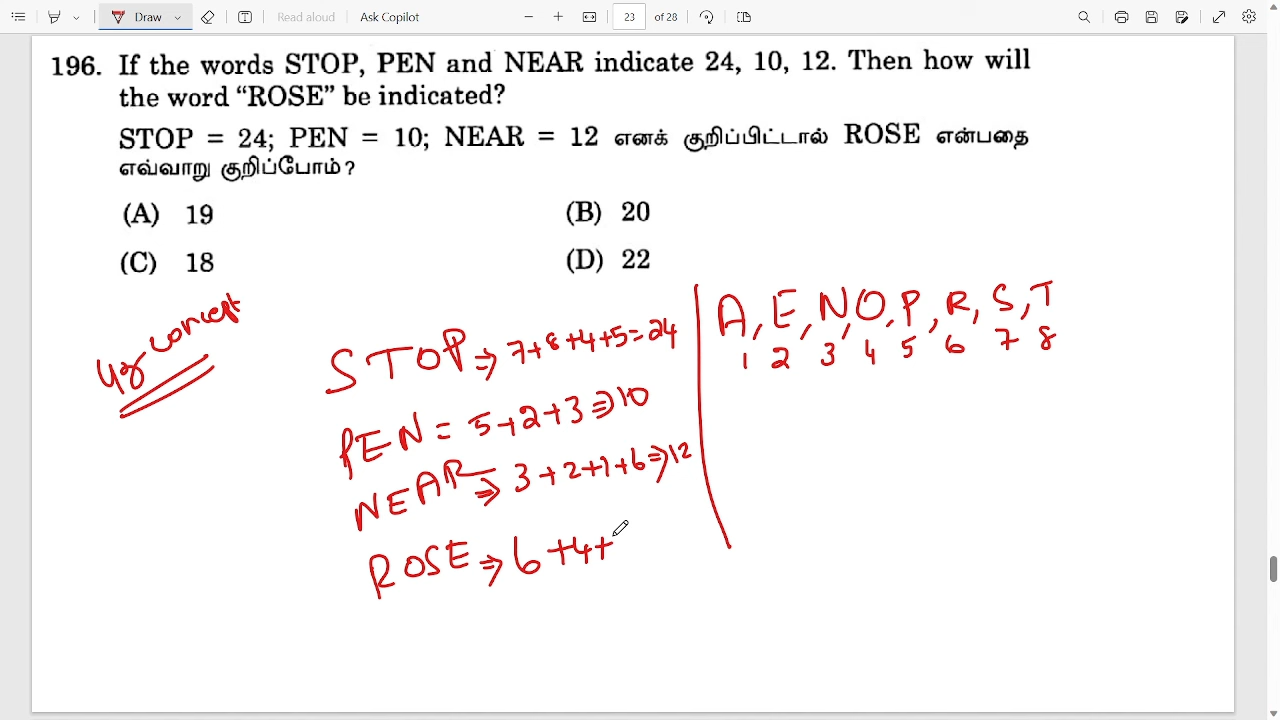 Draw
Read aloud
Ask Copilot
23 of 28
196. If the words STOP, PEN and NEAR indicate 24, 10, 12. Then how will
the word “ROSE” be indicated?
STOP = 24; PEN = 10; NEAR = 12 எனக் குறிப்பிட்டால் ROSE என்பதை
எவ்வாறு குறிப்போம்?
(A) 19
(B) 20
(C) 18
(D) 22
concept
STOP ⇒ 7+8+4+5=24
PEN = 5+2+3⇒10
NEAR ⇒ 3+2+1+6⇒12
ROSE ⇒ 6+4+
A, E, N, O, P, R, S, T
1 2 3 4 5 6 7 8